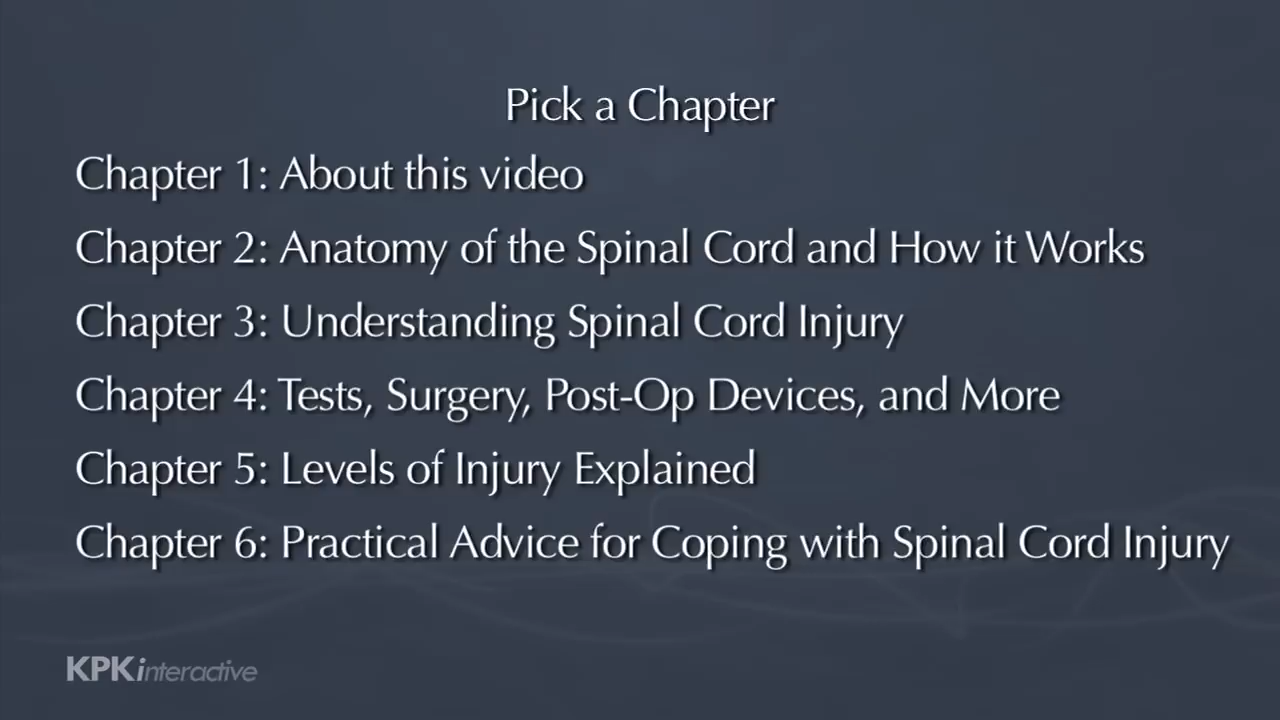 Pick a Chapter
Chapter 1: About this video
Chapter 2: Anatomy of the Spinal Cord and How it Works
Chapter 3: Understanding Spinal Cord Injury
Chapter 4: Tests, Surgery, Post-Op Devices, and More
Chapter 5: Levels of Injury Explained
Chapter 6: Practical Advice for Coping with Spinal Cord Injury
KPKinteractive